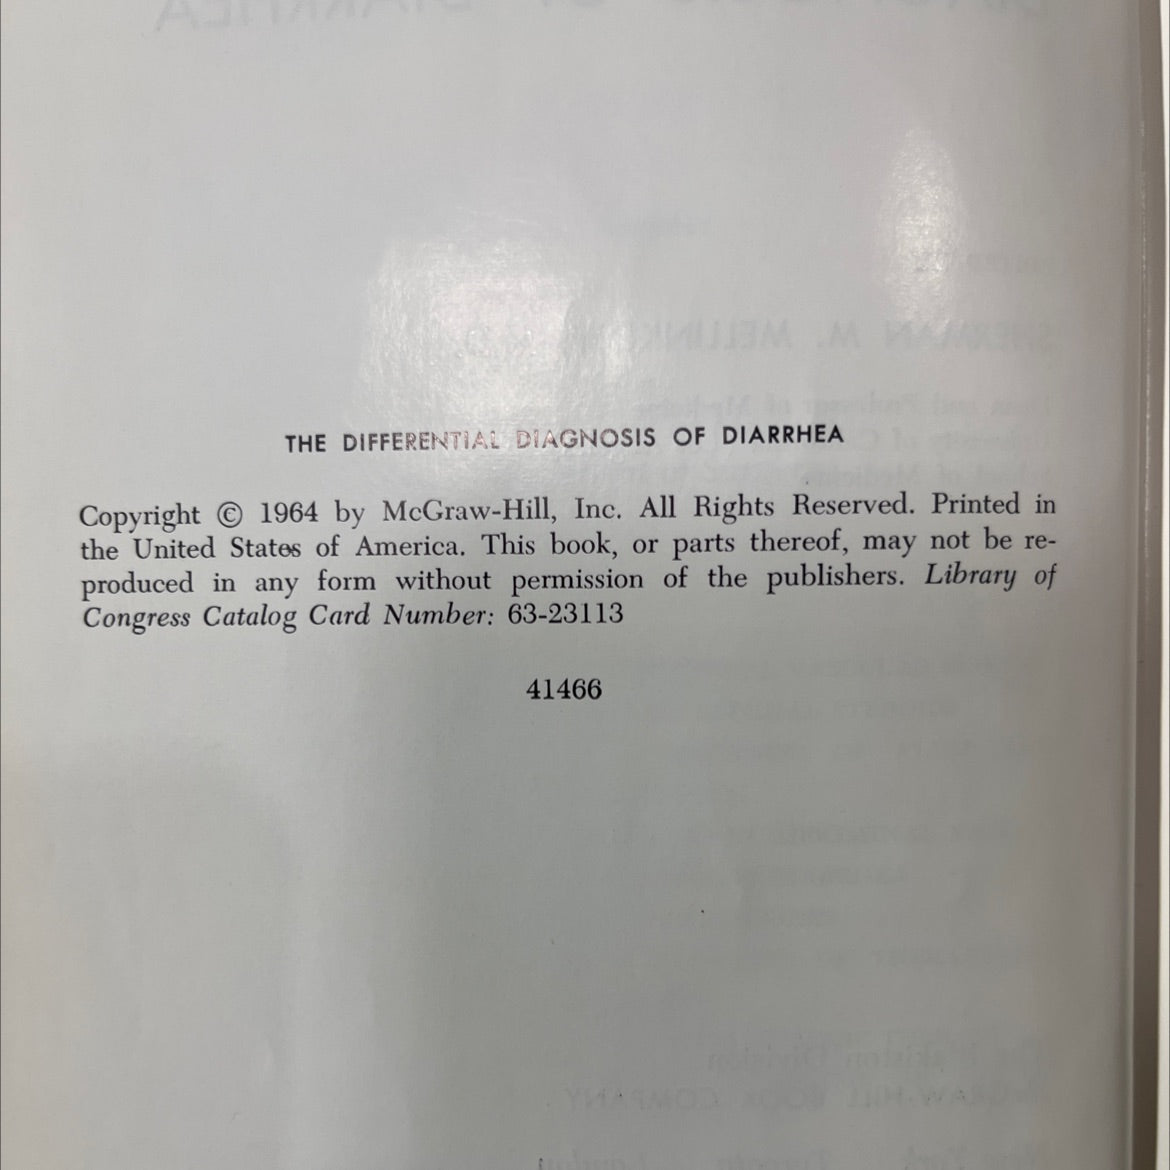 THE DIFFERENTIAL DIAGNOSIS OF DIARRHEA
Copyright © 1964 by McGraw-Hill, Inc. All Rights Reserved. Printed in
the United States of America. This book, or parts thereof, may not be re-
produced in any form without permission of the publishers. Library of
Congress Catalog Card Number: 63-23113
41466